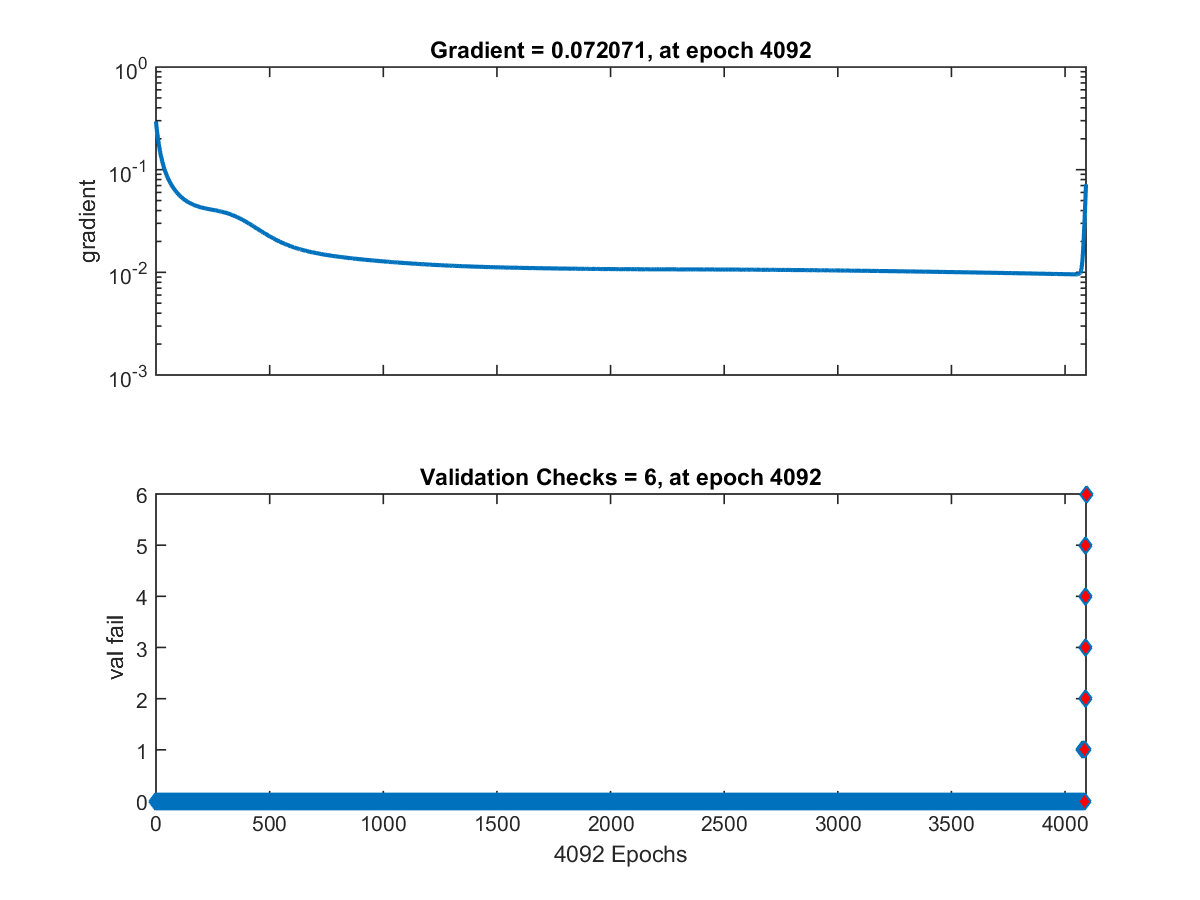 Gradient = 0.072071, at epoch 4092
10^0
10^-1
10^-2
10^-3
gradient
Validation Checks = 6, at epoch 4092
6
5
4
3
2
1
0
val fail
0 500 1000 1500 2000 2500 3000 3500 4000
4092 Epochs